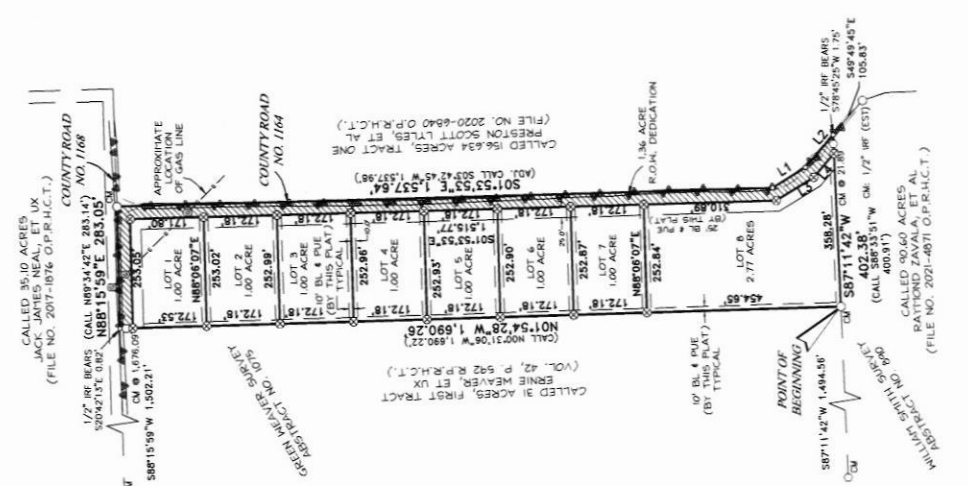 CALLED 35.10 ACRES
JACK JAMES NEAL, ET UX
(FILE NO. 2017-1876 O.P.R.H.C.T.)
1/2" IRF BEARS
S20°42'13"E 0.82'
(CALL N89°34'42"E 283.14')
N88°15'59"E 283.05'
COUNTY ROAD
NO. 1168
CM
CM @ 1,676.09'
S88°15'59"W 1,502.21'
CM
APPROXIMATE
LOCATION
OF GAS LINE
COUNTY ROAD
NO. 1164
CALLED 156.634 ACRES, TRACT ONE
PRESTON SCOTT LYLES, ET AL
(FILE NO. 2020-6840 O.P.R.H.C.T.)
(ADJ. CALL S03°42'45"W 1,537.98')
S01°53'53"E 1,537.64'
1.36 ACRE
R.O.W. DEDICATION
253.05'
171.80'
172.53'
LOT 1
1.00 ACRE
N88°06'07"E
253.02'
172.18'
172.18'
LOT 2
1.00 ACRE
252.99'
172.18'
172.18'
LOT 3
1.00 ACRE
10' BL & PUE
(BY THIS PLAT)
TYPICAL
252.96'
172.18'
172.18'
LOT 4
1.00 ACRE
252.93'
172.18'
172.18'
LOT 5
1.00 ACRE
S01°53'53"E
1,515.77'
252.90'
172.18'
172.18'
LOT 6
1.00 ACRE
252.87'
25.0'
172.18'
172.18'
LOT 7
1.00 ACRE
N88°06'07"E
252.84'
310.89'
25' BL & PUE
(BY THIS PLAT)
LOT 8
2.77 ACRES
454.65'
L1
L2
L3
L4
N01°54'28"W 1,690.26'
(CALL N00°31'06"W 1,690.22')
CALLED 31 ACRES, FIRST TRACT
ERNIE WEAVER, ET UX
(VOL. 42, P. 592 R.P.R.H.C.T.)
GREEN WEAVER SURVEY
ABSTRACT NO. 1075
10' BL & PUE
(BY THIS PLAT)
TYPICAL
POINT OF
BEGINNING
CM
S87°11'42"W 1,494.56'
CM
WILLIAM SMITH SURVEY
ABSTRACT NO. 840
358.28'
CM @ 21.89'
S87°11'42"W
402.38'
(CALL S88°33'51"W
400.91')
CM: 1/2" IRF (EST)
1/2" IRF BEARS
S78°45'25"W 1.75'
S49°49'45"E
105.83'
CALLED 90.60 ACRES
RAYMOND ZAVALA, ET AL
(FILE NO. 2021-4871 O.P.R.H.C.T.)